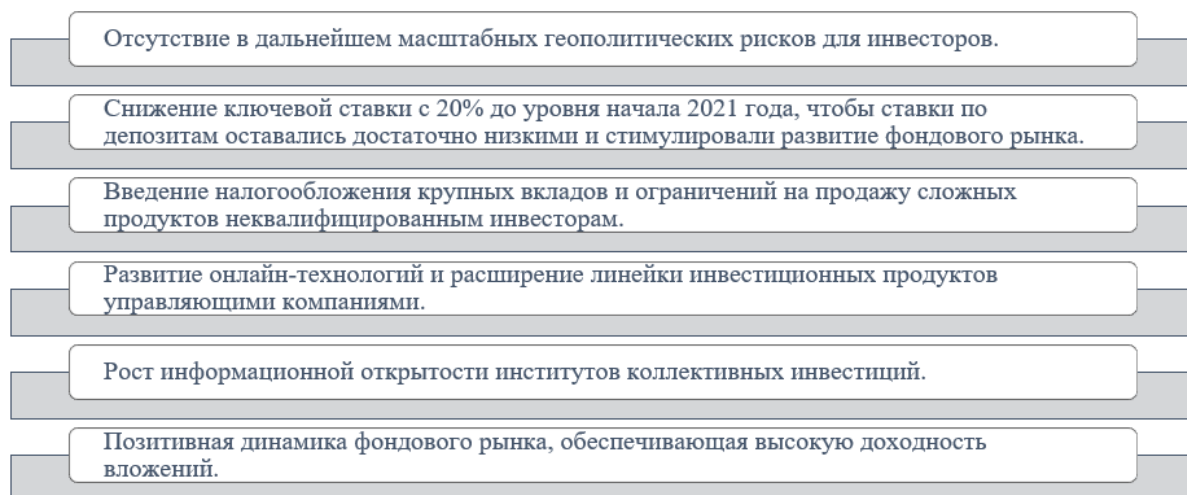 Отсутствие в дальнейшем масштабных геополитических рисков для инвесторов.
Снижение ключевой ставки с 20% до уровня начала 2021 года, чтобы ставки по
депозитам оставались достаточно низкими и стимулировали развитие фондового рынка.
Введение налогообложения крупных вкладов и ограничений на продажу сложных
продуктов неквалифицированным инвесторам.
Развитие онлайн-технологий и расширение линейки инвестиционных продуктов
управляющими компаниями.
Рост информационной открытости институтов коллективных инвестиций.
Позитивная динамика фондового рынка, обеспечивающая высокую доходность
вложений.